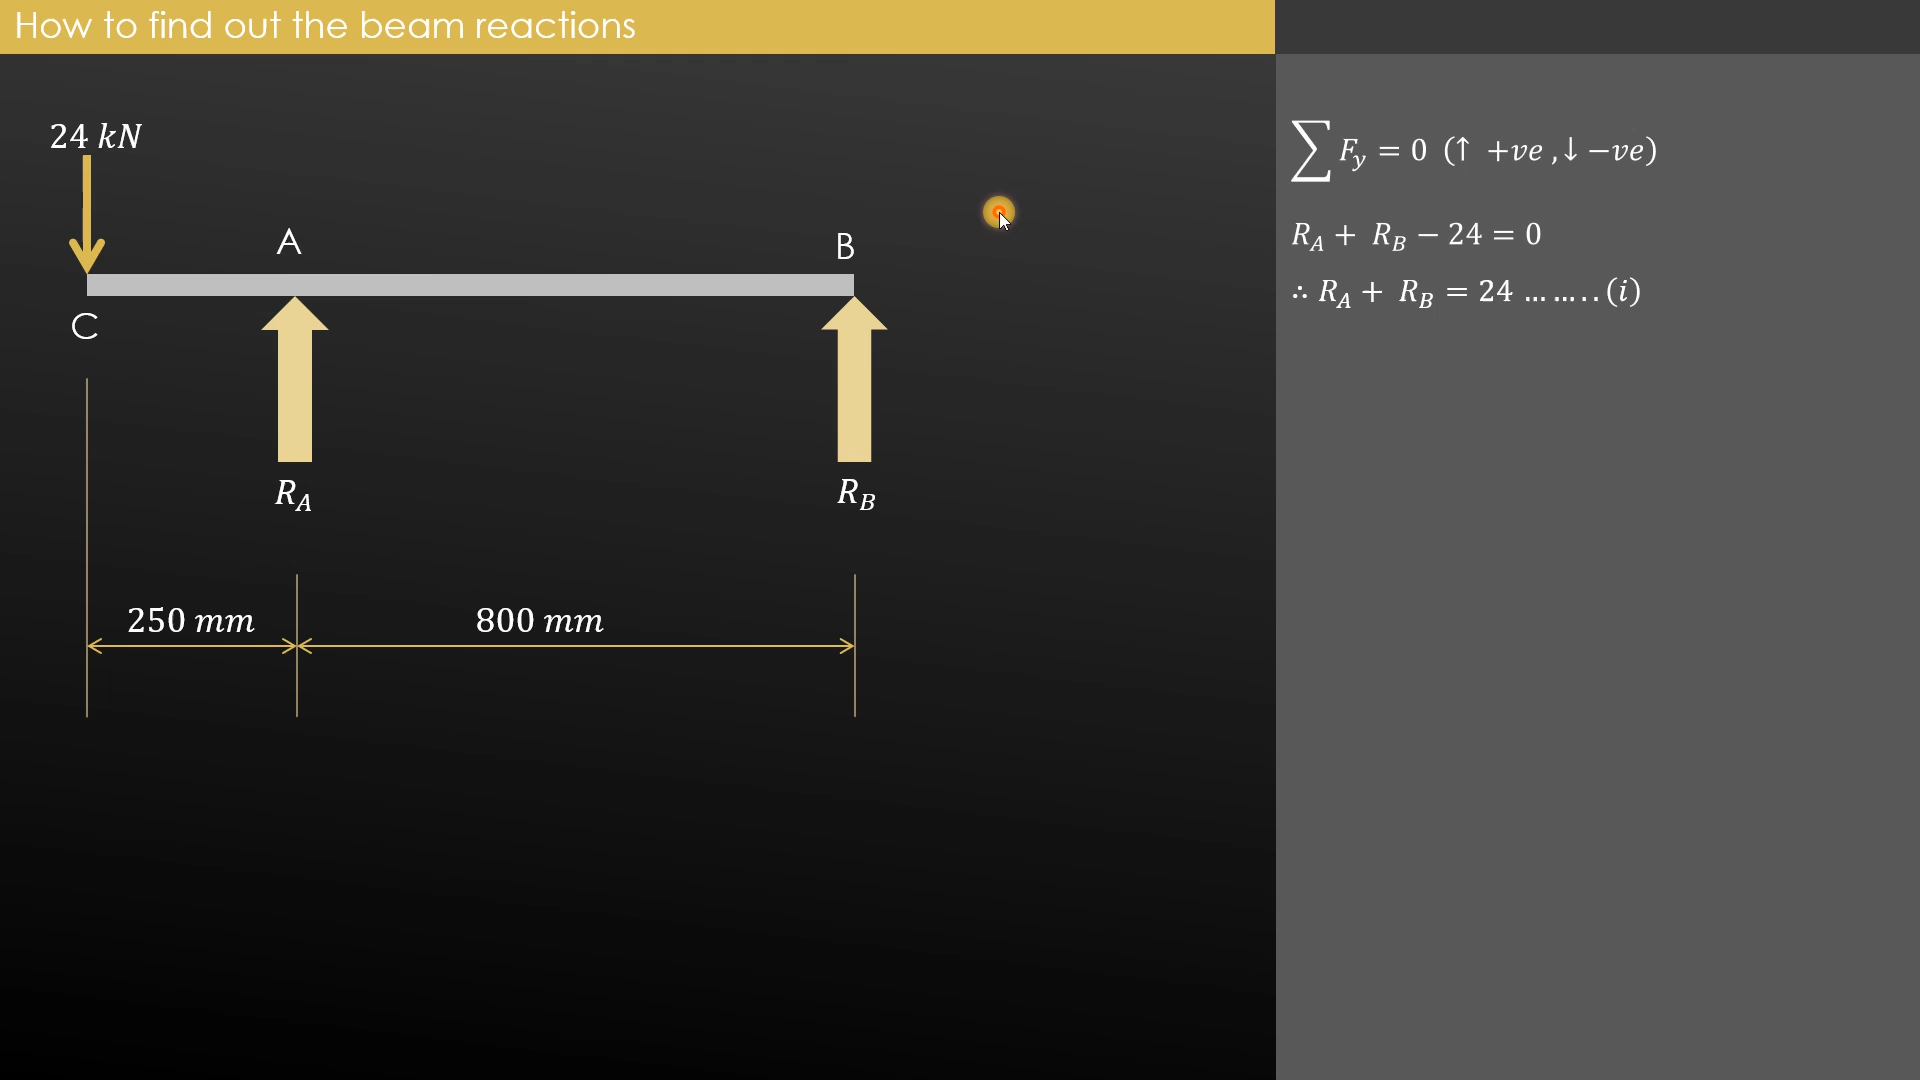 How to find out the beam reactions
24 kN
A
B
C
R_A
R_B
250 mm
800 mm
∑ F_y = 0 (↑ +ve ,↓ −ve)
R_A + R_B − 24 = 0
∴ R_A + R_B = 24 … … . . (i)